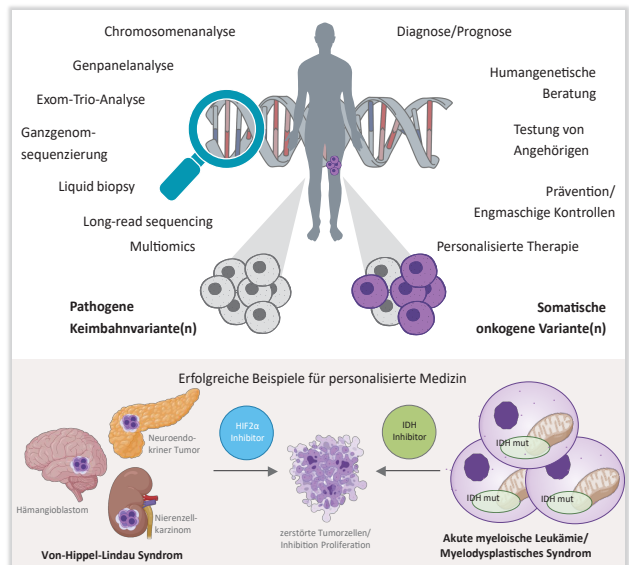 Chromosomenanalyse
Genpanelanalyse
Exom-Trio-Analyse
Ganzgenom-
sequenzierung
Liquid biopsy
Long-read sequencing
Multiomics
Diagnose/Prognose
Humangenetische
Beratung
Testung von
Angehörigen
Prävention/
Engmaschige Kontrollen
Personalisierte Therapie
Pathogene
Keimbahnvariante(n)
Somatische
onkogene Variante(n)
Erfolgreiche Beispiele für personalisierte Medizin
Neuroendo-
kriner Tumor
Hämangioblastom
Nierenzell-
karzinom
Von-Hippel-Lindau Syndrom
HIF2α
Inhibitor
zerstörte Tumorzellen/
Inhibition Proliferation
IDH
Inhibitor
IDH mut
IDH mut
IDH mut
Akute myeloische Leukämie/
Myelodysplastisches Syndrom